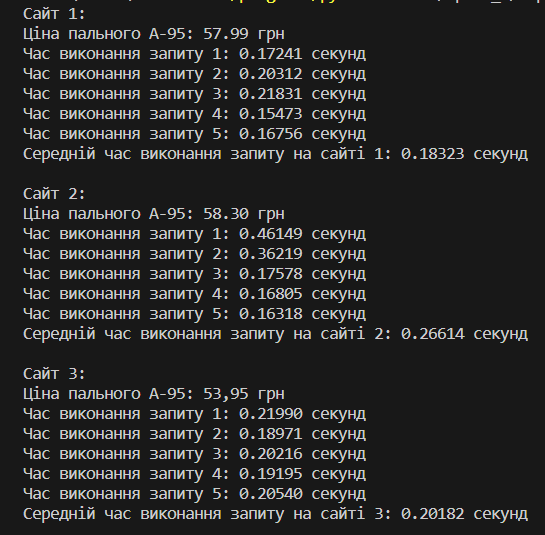 Сайт 1:
Ціна пального А-95: 57.99 грн
Час виконання запиту 1: 0.17241 секунд
Час виконання запиту 2: 0.20312 секунд
Час виконання запиту 3: 0.21831 секунд
Час виконання запиту 4: 0.15473 секунд
Час виконання запиту 5: 0.16756 секунд
Середній час виконання запиту на сайті 1: 0.18323 секунд
Сайт 2:
Ціна пального А-95: 58.30 грн
Час виконання запиту 1: 0.46149 секунд
Час виконання запиту 2: 0.36219 секунд
Час виконання запиту 3: 0.17578 секунд
Час виконання запиту 4: 0.16805 секунд
Час виконання запиту 5: 0.16318 секунд
Середній час виконання запиту на сайті 2: 0.26614 секунд
Сайт 3:
Ціна пального А-95: 53,95 грн
Час виконання запиту 1: 0.21990 секунд
Час виконання запиту 2: 0.18971 секунд
Час виконання запиту 3: 0.20216 секунд
Час виконання запиту 4: 0.19195 секунд
Час виконання запиту 5: 0.20540 секунд
Середній час виконання запиту на сайті 3: 0.20182 секунд